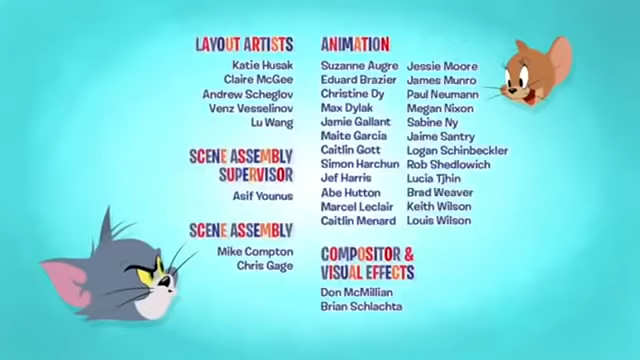 LAYOUT ARTISTS
Katie Husak
Claire McGee
Andrew Scheglov
Venz Vesselinov
Lu Wang
SCENE ASSEMBLY
SUPERVISOR
Asif Younus
SCENE ASSEMBLY
Mike Compton
Chris Gage
ANIMATION
Suzanne Augre
Eduard Brazier
Christine Dy
Max Dylak
Jamie Gallant
Maite Garcia
Caitlin Gott
Simon Harchun
Jef Harris
Abe Hutton
Marcel Leclair
Caitlin Menard
Jessie Moore
James Munro
Paul Neumann
Megan Nixon
Sabine Ny
Jaime Santry
Logan Schinbeckler
Rob Shedlowich
Lucia Tjhin
Brad Weaver
Keith Wilson
Louis Wilson
COMPOSITOR &
VISUAL EFFECTS
Don McMillian
Brian Schlachta